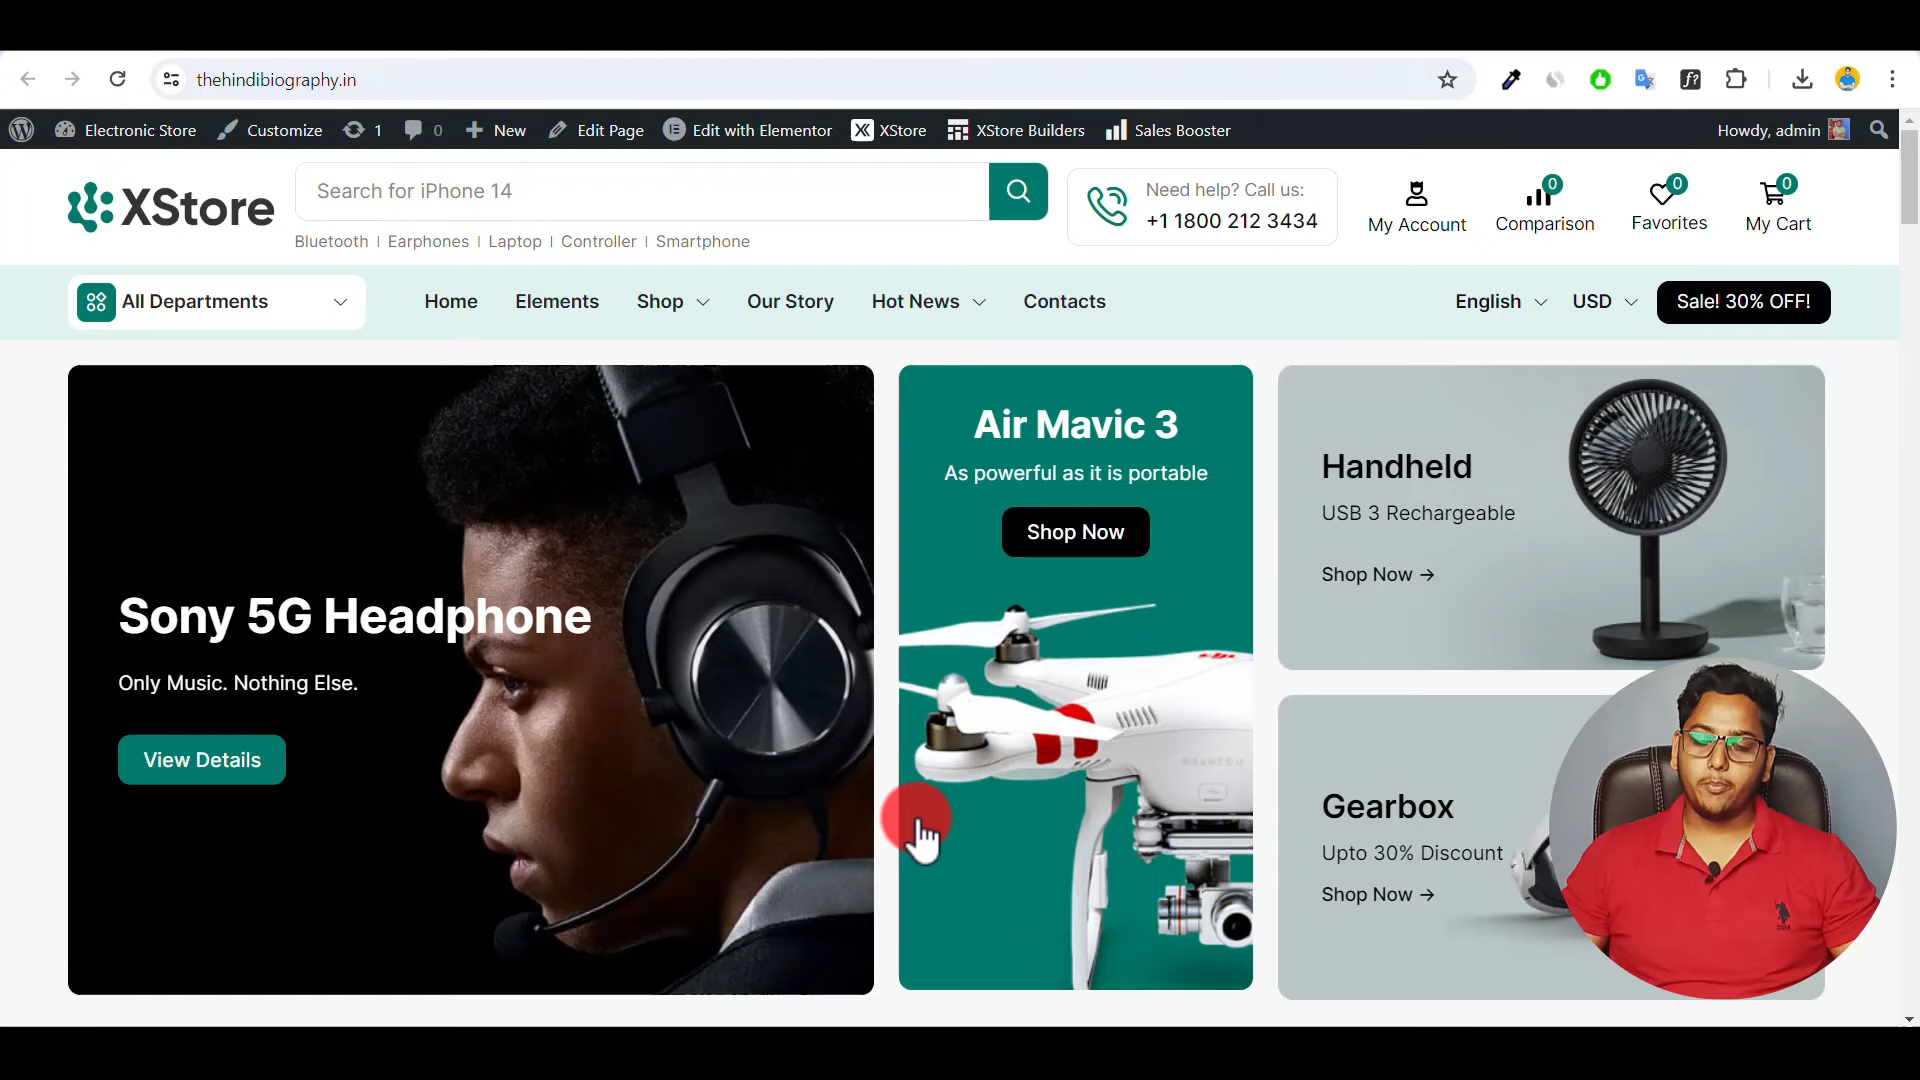 thehindibiography.in
Electronic Store
Customize
1
0
New
Edit Page
Edit with Elementor
XStore
XStore Builders
Sales Booster
Howdy, admin
XStore
Search for iPhone 14
Bluetooth | Earphones | Laptop | Controller | Smartphone
Need help? Call us:
+1 1800 212 3434
My Account
0
Comparison
0
Favorites
0
My Cart
All Departments
Home
Elements
Shop
Our Story
Hot News
Contacts
English
USD
Sale! 30% OFF!
Sony 5G Headphone
Only Music. Nothing Else.
View Details
Air Mavic 3
As powerful as it is portable
Shop Now
Handheld
USB 3 Rechargeable
Shop Now →
Gearbox
Upto 30% Discount
Shop Now →